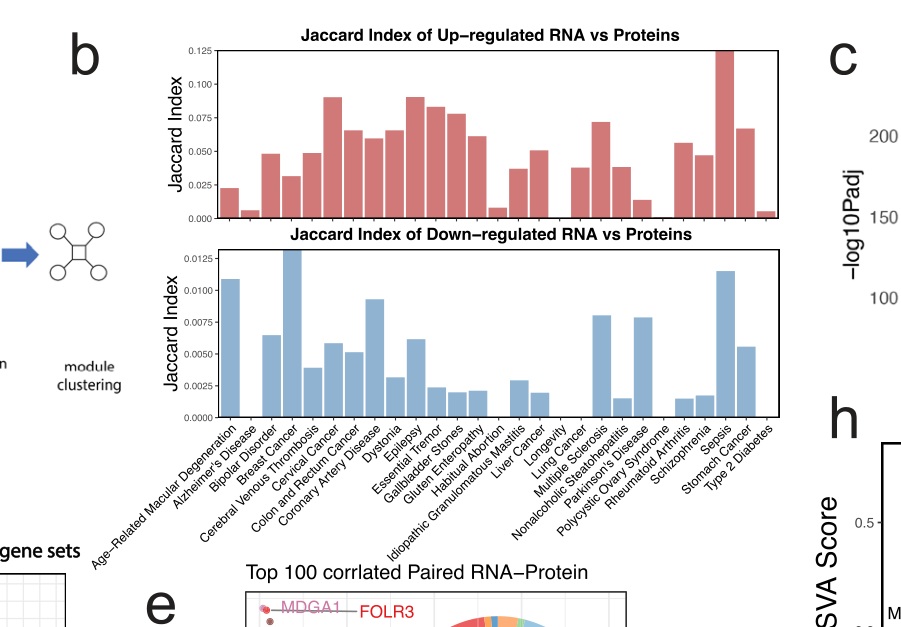 b
Jaccard Index of Up−regulated RNA vs Proteins
Jaccard Index
0.125
0.100
0.075
0.050
0.025
0.000
Jaccard Index of Down−regulated RNA vs Proteins
Jaccard Index
0.0125
0.0100
0.0075
0.0050
0.0025
0.0000
Age−Related Macular Degeneration
Alzheimer's Disease
Bipolar Disorder
Breast Cancer
Cerebral Venous Thrombosis
Cervical Cancer
Colon and Rectum Cancer
Coronary Artery Disease
Dystonia
Epilepsy
Essential Tremor
Gallbladder Stones
Gluten Enteropathy
Habitual Abortion
Idiopathic Granulomatous Mastitis
Liver Cancer
Longevity
Lung Cancer
Multiple Sclerosis
Nonalcoholic Steatohepatitis
Parkinson's Disease
Polycystic Ovary Syndrome
Rheumatoid Arthritis
Schizophrenia
Sepsis
Stomach Cancer
Type 2 Diabetes
n
module
clustering
gene sets
c
−log10Padj
200
150
100
h
SVA Score
0.5
M
e
Top 100 corrlated Paired RNA−Protein
MDGA1
FOLR3